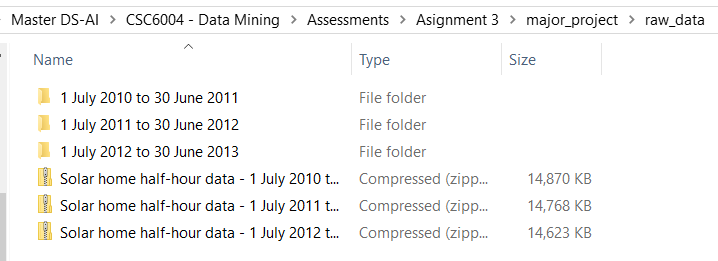 Master DS-AI > CSC6004 - Data Mining > Assessments > Asignment 3 > major_project > raw_data
Name Type Size
1 July 2010 to 30 June 2011 File folder
1 July 2011 to 30 June 2012 File folder
1 July 2012 to 30 June 2013 File folder
Solar home half-hour data - 1 July 2010 t... Compressed (zipp... 14,870 KB
Solar home half-hour data - 1 July 2011 t... Compressed (zipp... 14,768 KB
Solar home half-hour data - 1 July 2012 t... Compressed (zipp... 14,623 KB